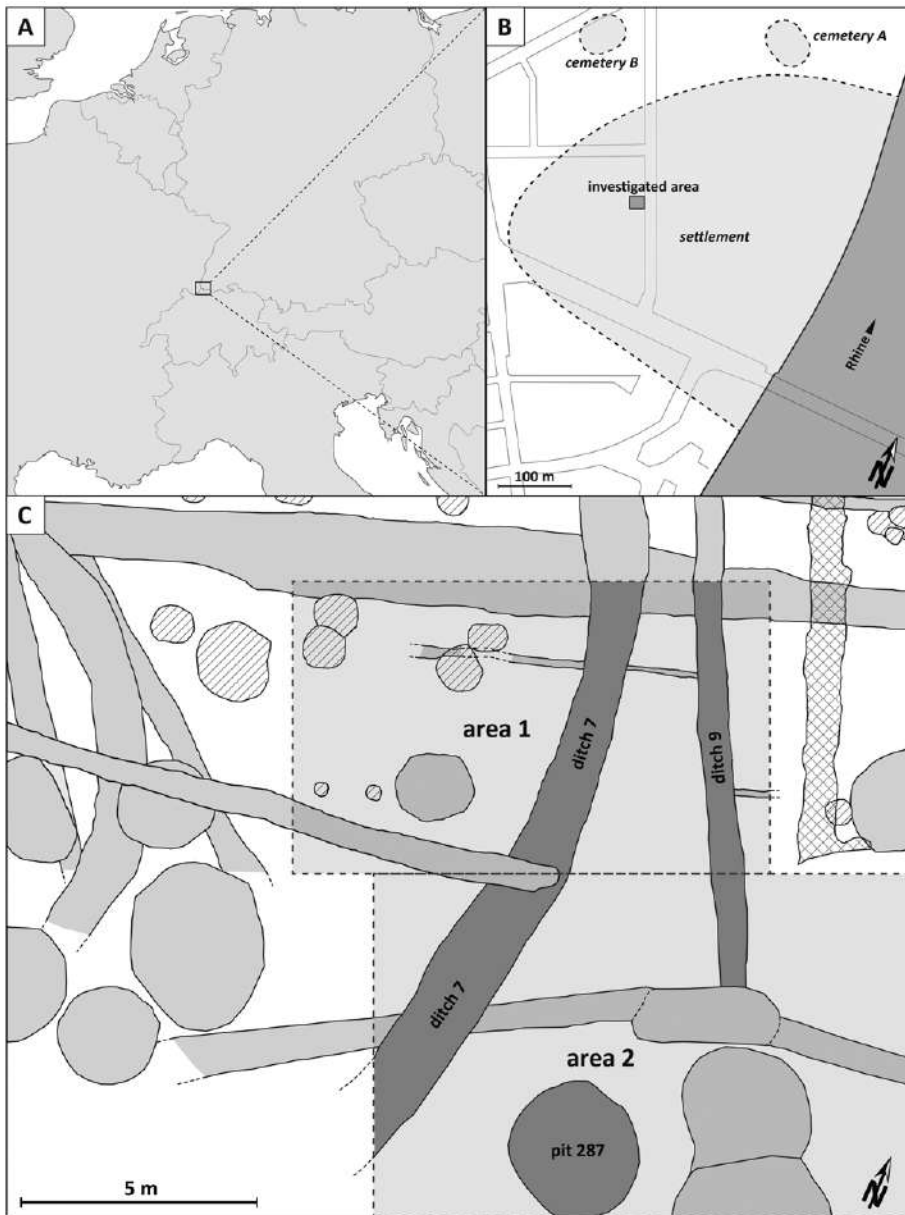 A
B
cemetery B
cemetery A
investigated area
settlement
Rhine
N
100 m
C
area 1
ditch 7
ditch 9
ditch 7
area 2
pit 287
5 m
N